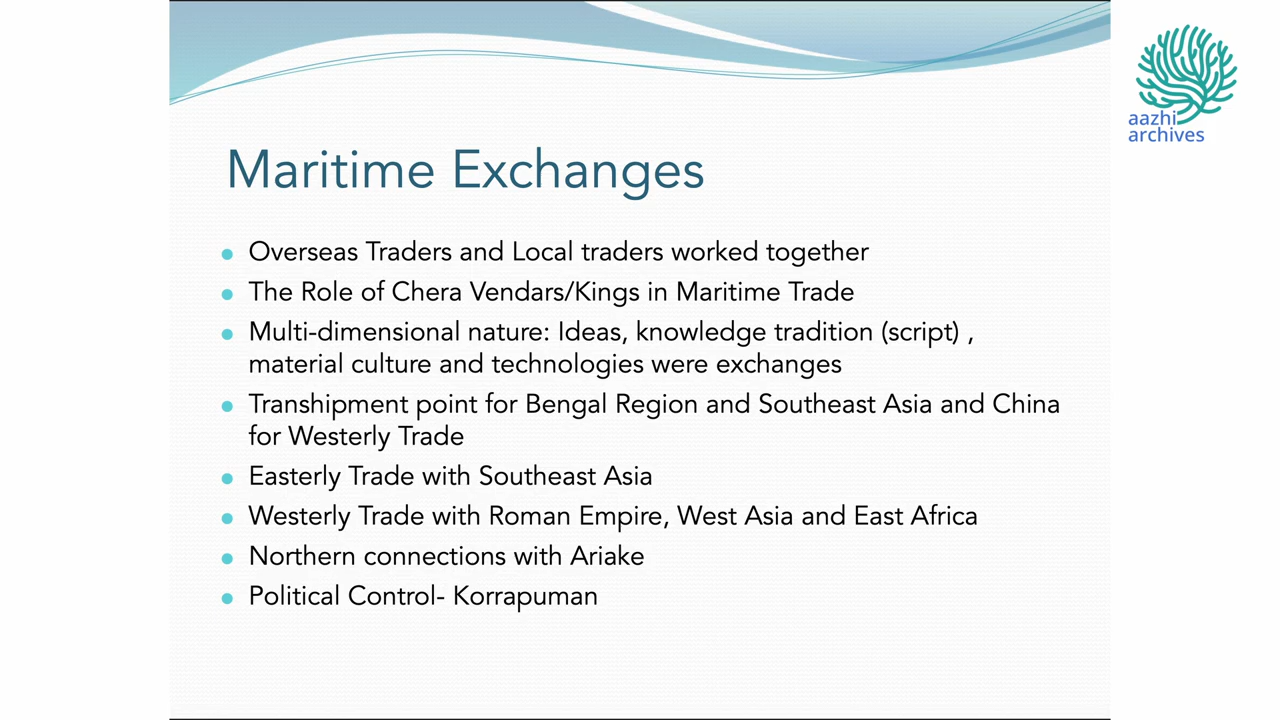 Maritime Exchanges
Overseas Traders and Local traders worked together
The Role of Chera Vendars/Kings in Maritime Trade
Multi-dimensional nature: Ideas, knowledge tradition (script) ,
material culture and technologies were exchanges
Transhipment point for Bengal Region and Southeast Asia and China
for Westerly Trade
Easterly Trade with Southeast Asia
Westerly Trade with Roman Empire, West Asia and East Africa
Northern connections with Ariake
Political Control- Korrapuman
aazhi
archives